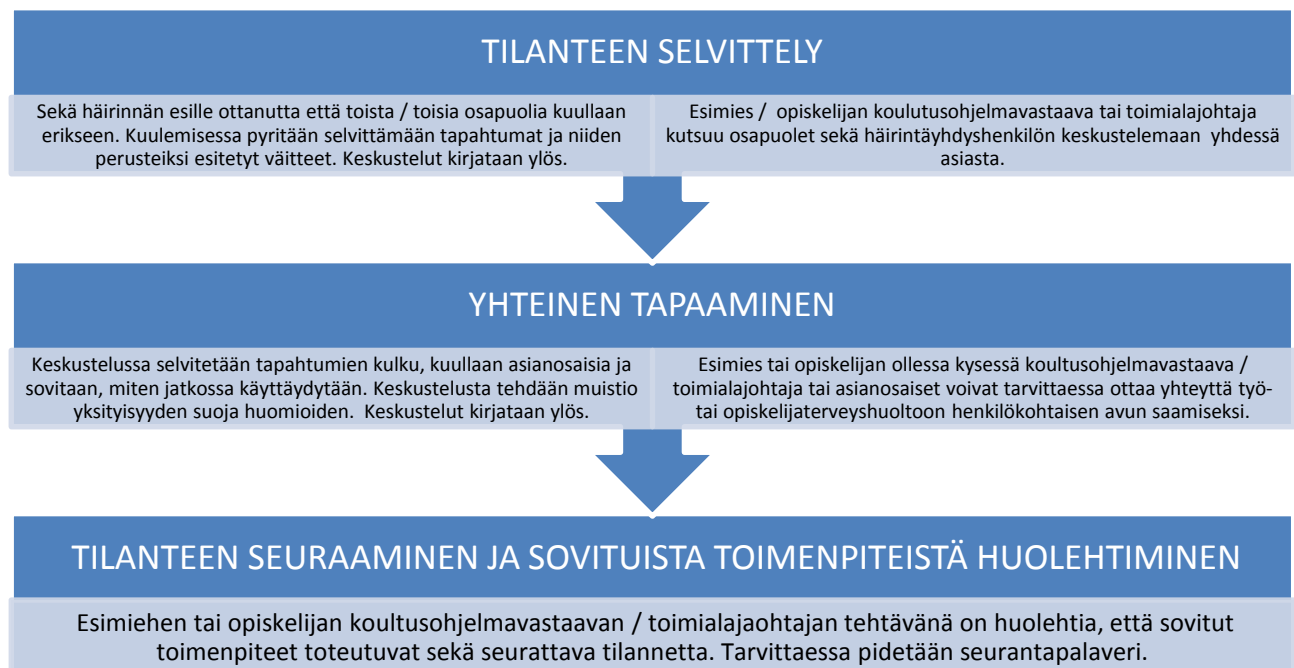 TILANTEEN SELVITTELY
Sekä häirinnän esille ottanutta että toista / toisia osapuolia kuullaan
erikseen. Kuulemisessa pyritään selvittämään tapahtumat ja niiden
perusteiksi esitetyt väitteet. Keskustelut kirjataan ylös.
Esimies / opiskelijan koulutusohjelmavastaava tai toimialajohtaja
kutsuu osapuolet sekä häirintäyhdyshenkilön keskustelemaan yhdessä
asiasta.
YHTEINEN TAPAAMINEN
Keskustelussa selvitetään tapahtumien kulku, kuullaan asianosaisia ja
sovitaan, miten jatkossa käyttäydytään. Keskustelusta tehdään muistio
yksityisyyden suoja huomioiden. Keskustelut kirjataan ylös.
Esimies tai opiskelijan ollessa kysessä koultusohjelmavastaava /
toimialajohtaja tai asianosaiset voivat tarvittaessa ottaa yhteyttä työ-
tai opiskelijaterveyshuoltoon henkilökohtaisen avun saamiseksi.
TILANTEEN SEURAAMINEN JA SOVITUISTA TOIMENPITEISTÄ HUOLEHTIMINEN
Esimiehen tai opiskelijan koultusohjelmavastaavan / toimialajaohtajan tehtävänä on huolehtia, että sovitut
toimenpiteet toteutuvat sekä seurattava tilannetta. Tarvittaessa pidetään seurantapalaveri.